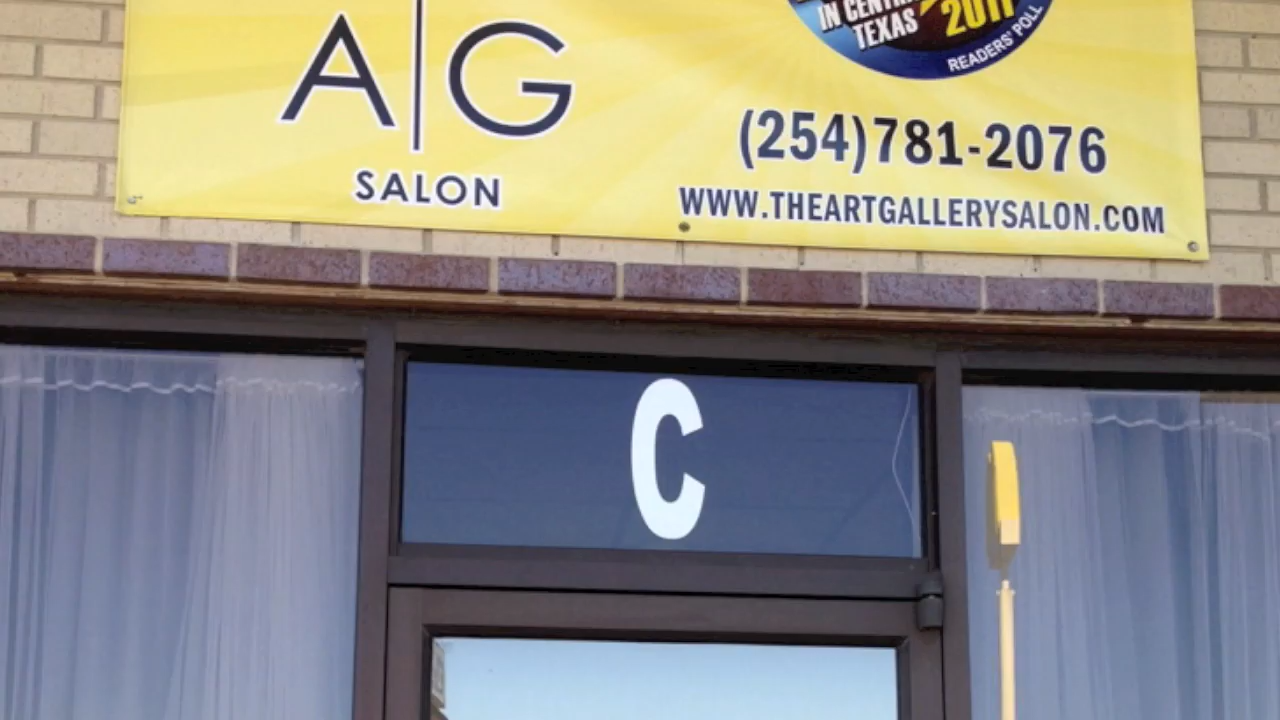 A|G
SALON
IN CENTRAL
TEXAS
2011
READERS' POLL
(254)781-2076
WWW.THEARTGALLERYSALON.COM
C